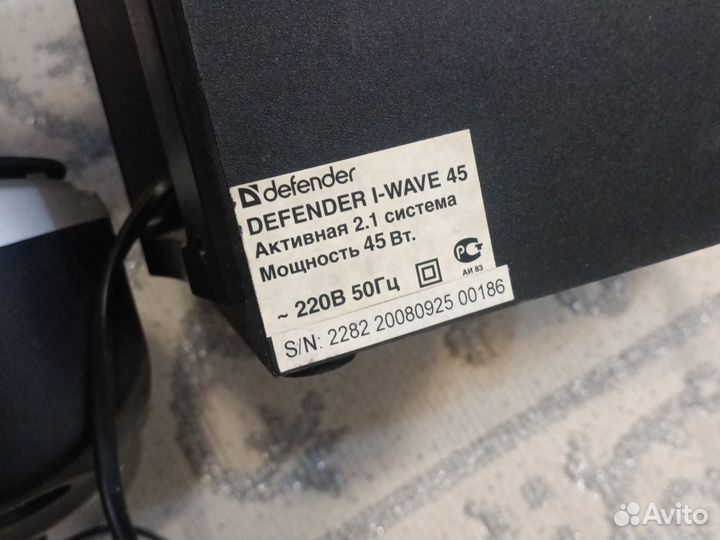 defender
DEFENDER I-WAVE 45
Активная 2.1 система
Мощность 45 Вт.
~ 220В 50Гц
АИ 83
S/N: 2282 20080925 00186
Avito